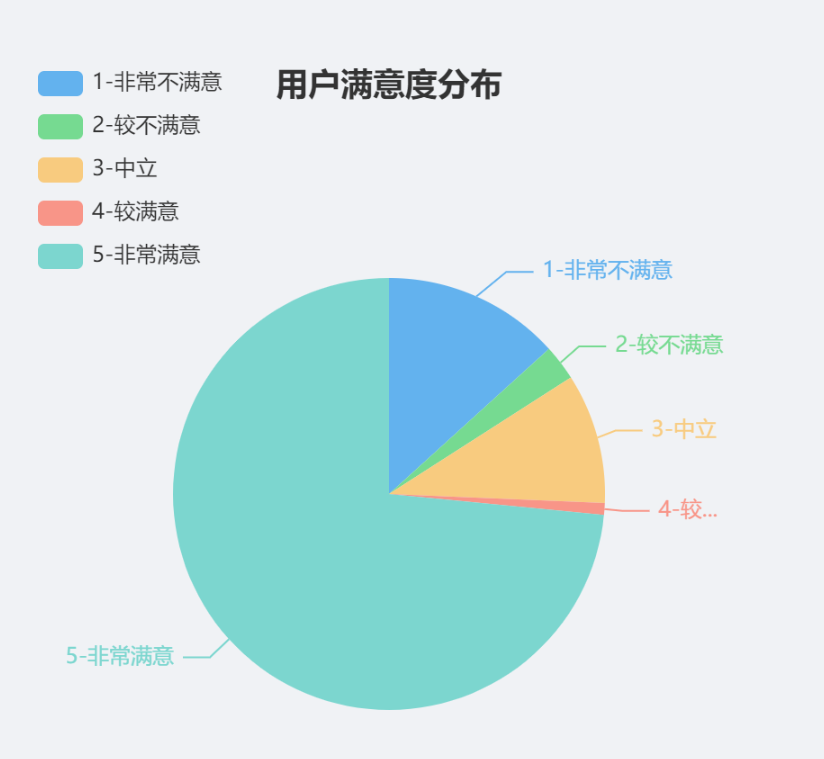 用户满意度分布
1-非常不满意
2-较不满意
3-中立
4-较满意
5-非常满意
1-非常不满意
2-较不满意
3-中立
4-较...
5-非常满意